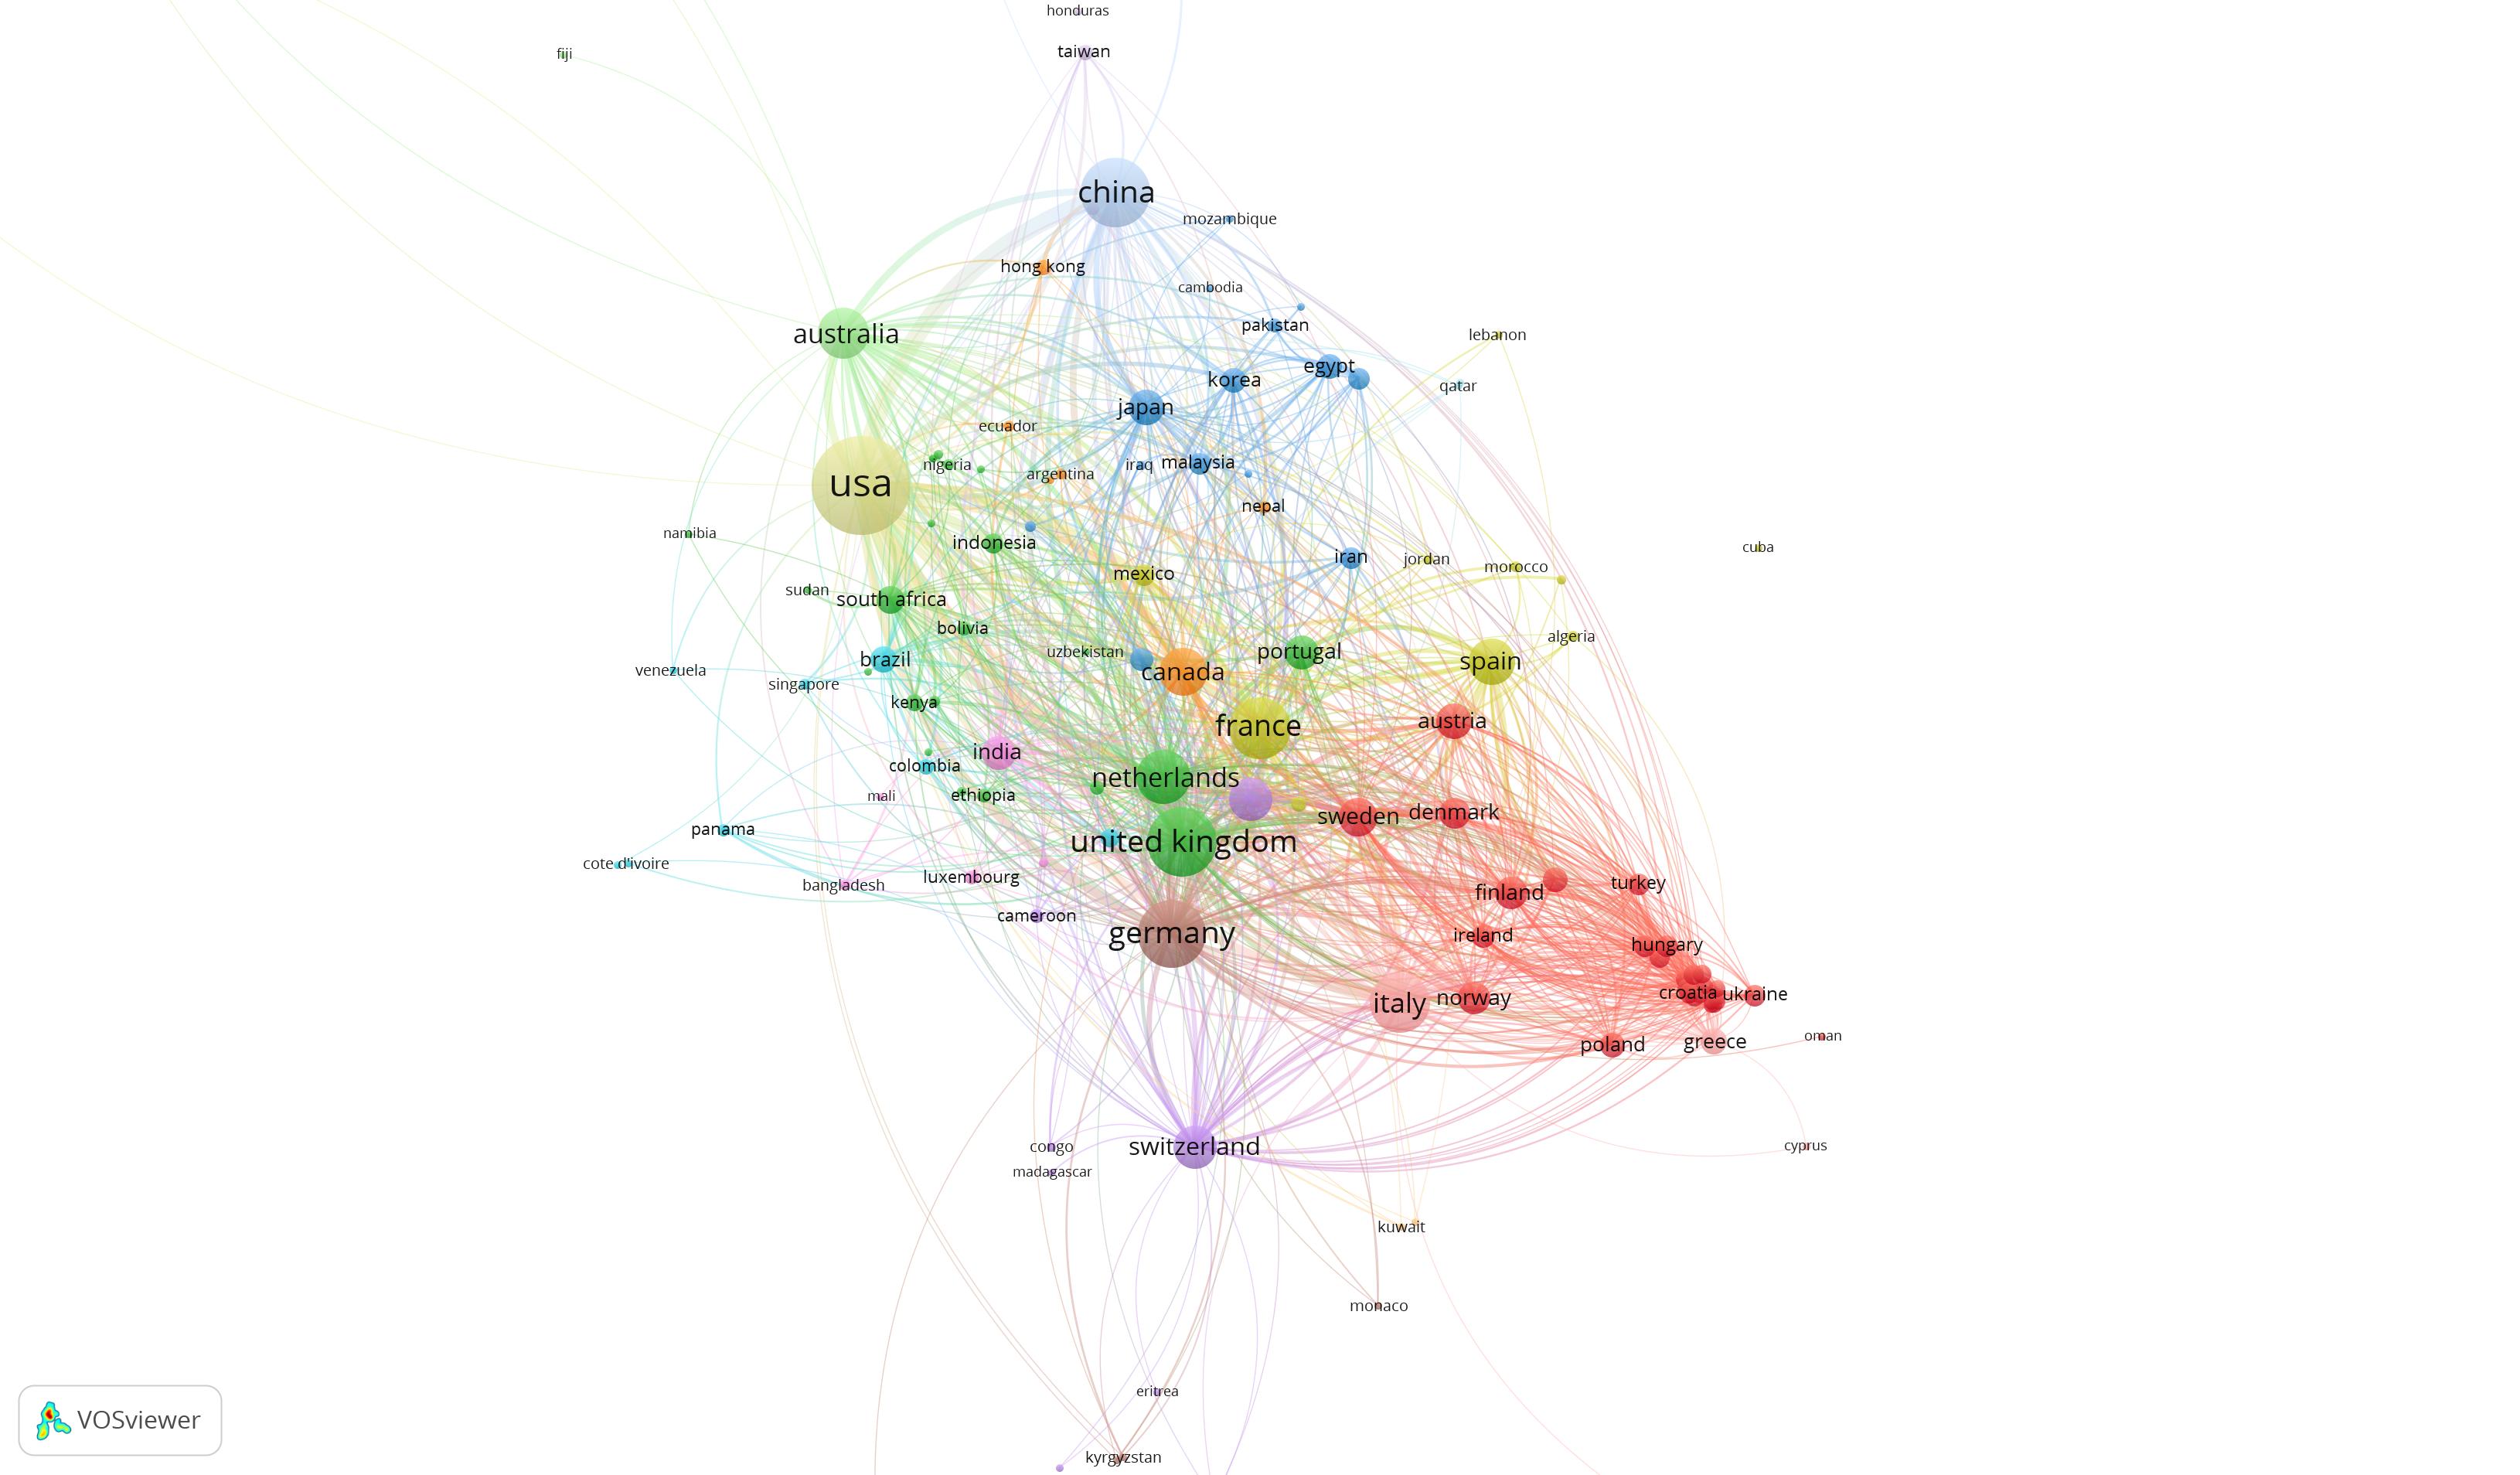 honduras
fiji
taiwan
china
mozambique
hong kong
cambodia
pakistan
australia
lebanon
egypt
korea
qatar
japan
ecuador
nigeria
argentina
iraq
malaysia
usa
nepal
namibia
indonesia
cuba
iran
jordan
morocco
mexico
sudan
south africa
bolivia
algeria
uzbekistan
portugal
brazil
spain
venezuela
canada
singapore
kenya
france
austria
india
colombia
netherlands
mali
ethiopia
denmark
sweden
panama
united kingdom
cote d'ivoire
luxembourg
bangladesh
turkey
finland
cameroon
germany
ireland
hungary
croatia
ukraine
italy
norway
oman
poland
greece
congo
switzerland
cyprus
madagascar
kuwait
monaco
eritrea
VOSviewer
kyrgyzstan